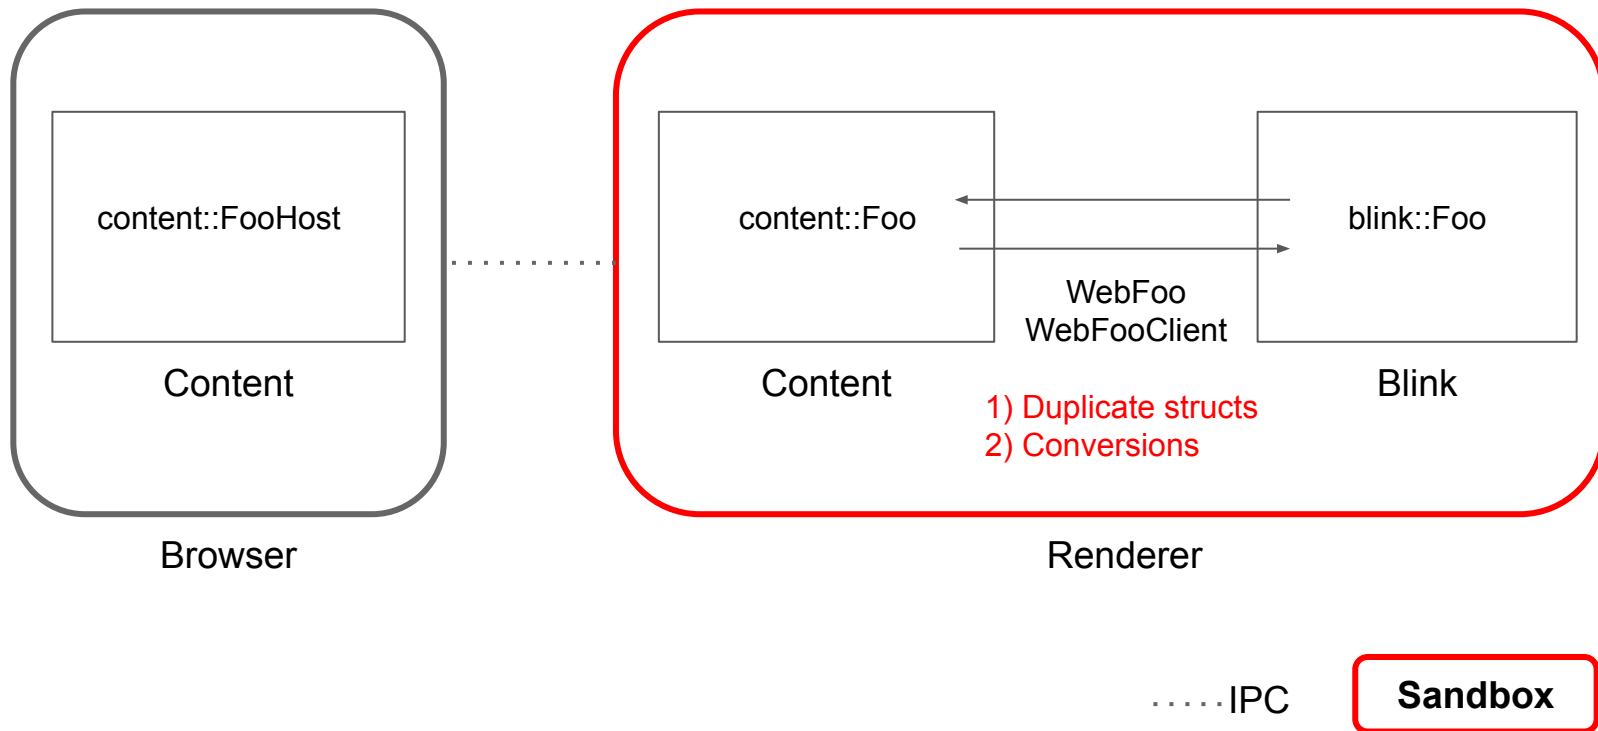 content::FooHost
content::Foo
blink::Foo
WebFoo
WebFooClient
Content
Content
Blink
1) Duplicate structs
2) Conversions
Browser
Renderer
IPC
Sandbox